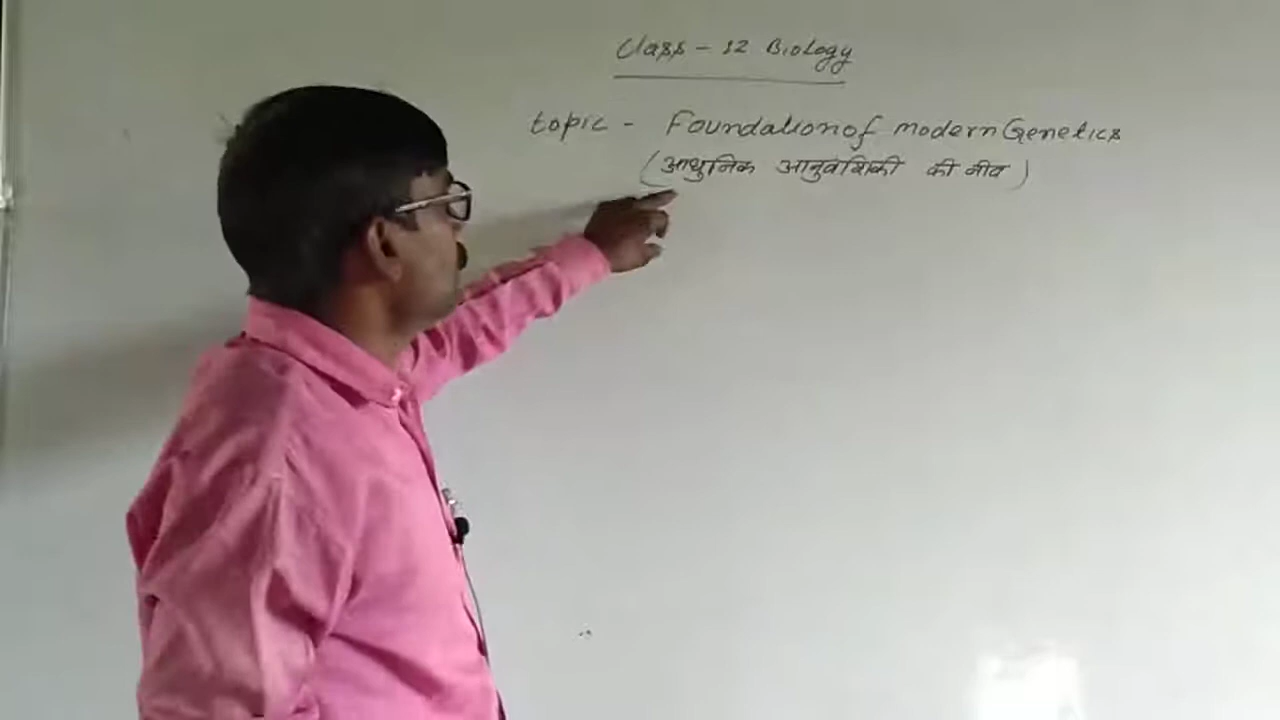 Class - 12 Biology
topic - Foundation of modern Genetics
(आधुनिक आनुवंशिकी की नीव)